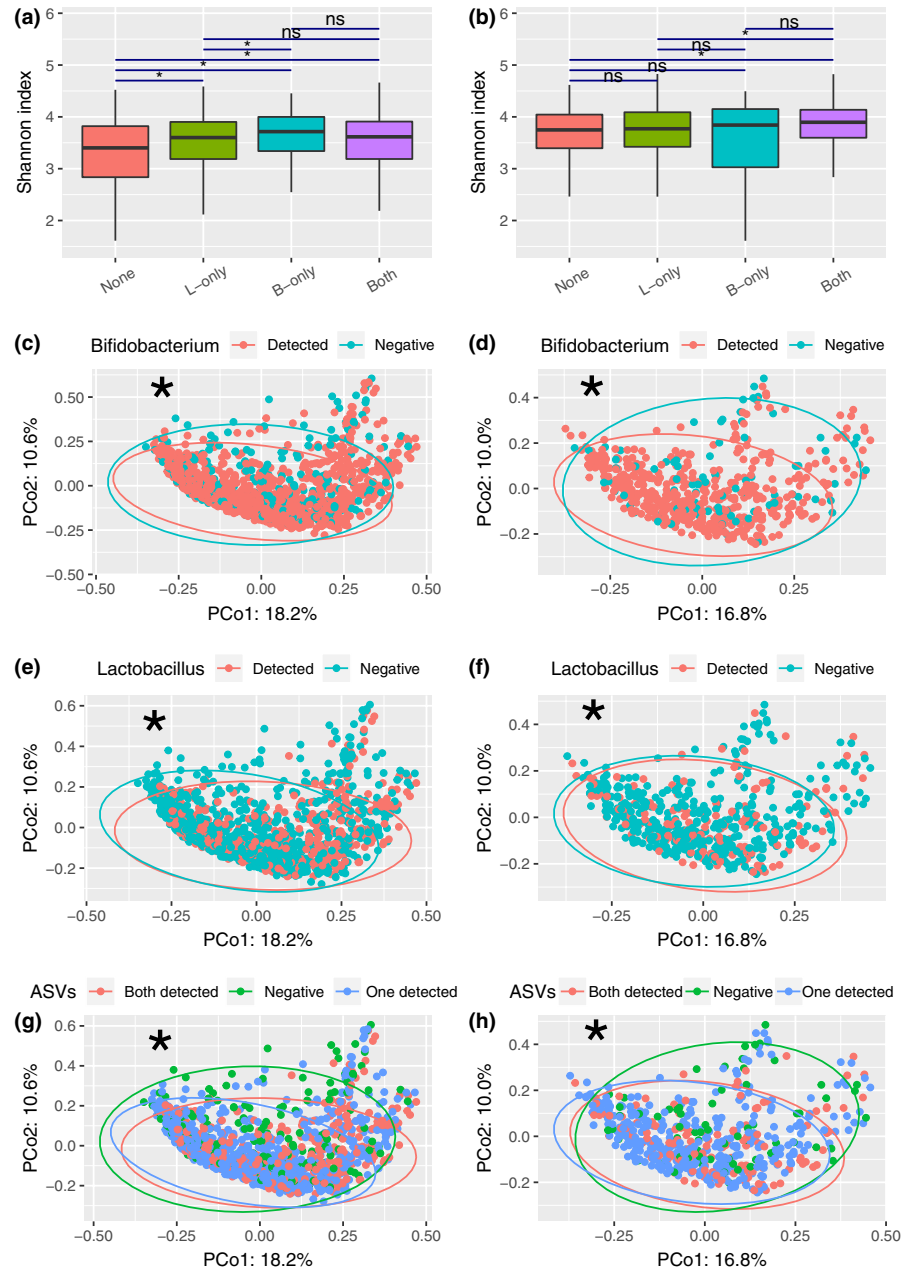 (a)
Shannon index
6
5
4
3
2
ns
ns
*
*
*
*
None
L−only
B−only
Both
(b)
Shannon index
6
5
4
3
2
ns
*
ns
*
ns
ns
None
L−only
B−only
Both
(c)
Bifidobacterium Detected Negative
*
PCo2: 10.6%
0.50
0.25
0.00
−0.25
−0.50
−0.50 −0.25 0.00 0.25 0.50
PCo1: 18.2%
(d)
Bifidobacterium Detected Negative
*
PCo2: 10.0%
0.4
0.2
0.0
−0.2
−0.25 0.00 0.25
PCo1: 16.8%
(e)
Lactobacillus Detected Negative
*
PCo2: 10.6%
0.6
0.4
0.2
0.0
−0.2
−0.50 −0.25 0.00 0.25 0.50
PCo1: 18.2%
(f)
Lactobacillus Detected Negative
*
PCo2: 10.0%
0.4
0.2
0.0
−0.2
−0.25 0.00 0.25
PCo1: 16.8%
ASVs Both detected Negative One detected
(g)
*
PCo2: 10.6%
0.6
0.4
0.2
0.0
−0.2
−0.50 −0.25 0.00 0.25 0.50
PCo1: 18.2%
ASVs Both detected Negative One detected
(h)
*
PCo2: 10.0%
0.4
0.2
0.0
−0.2
−0.25 0.00 0.25 0.50
PCo1: 16.8%